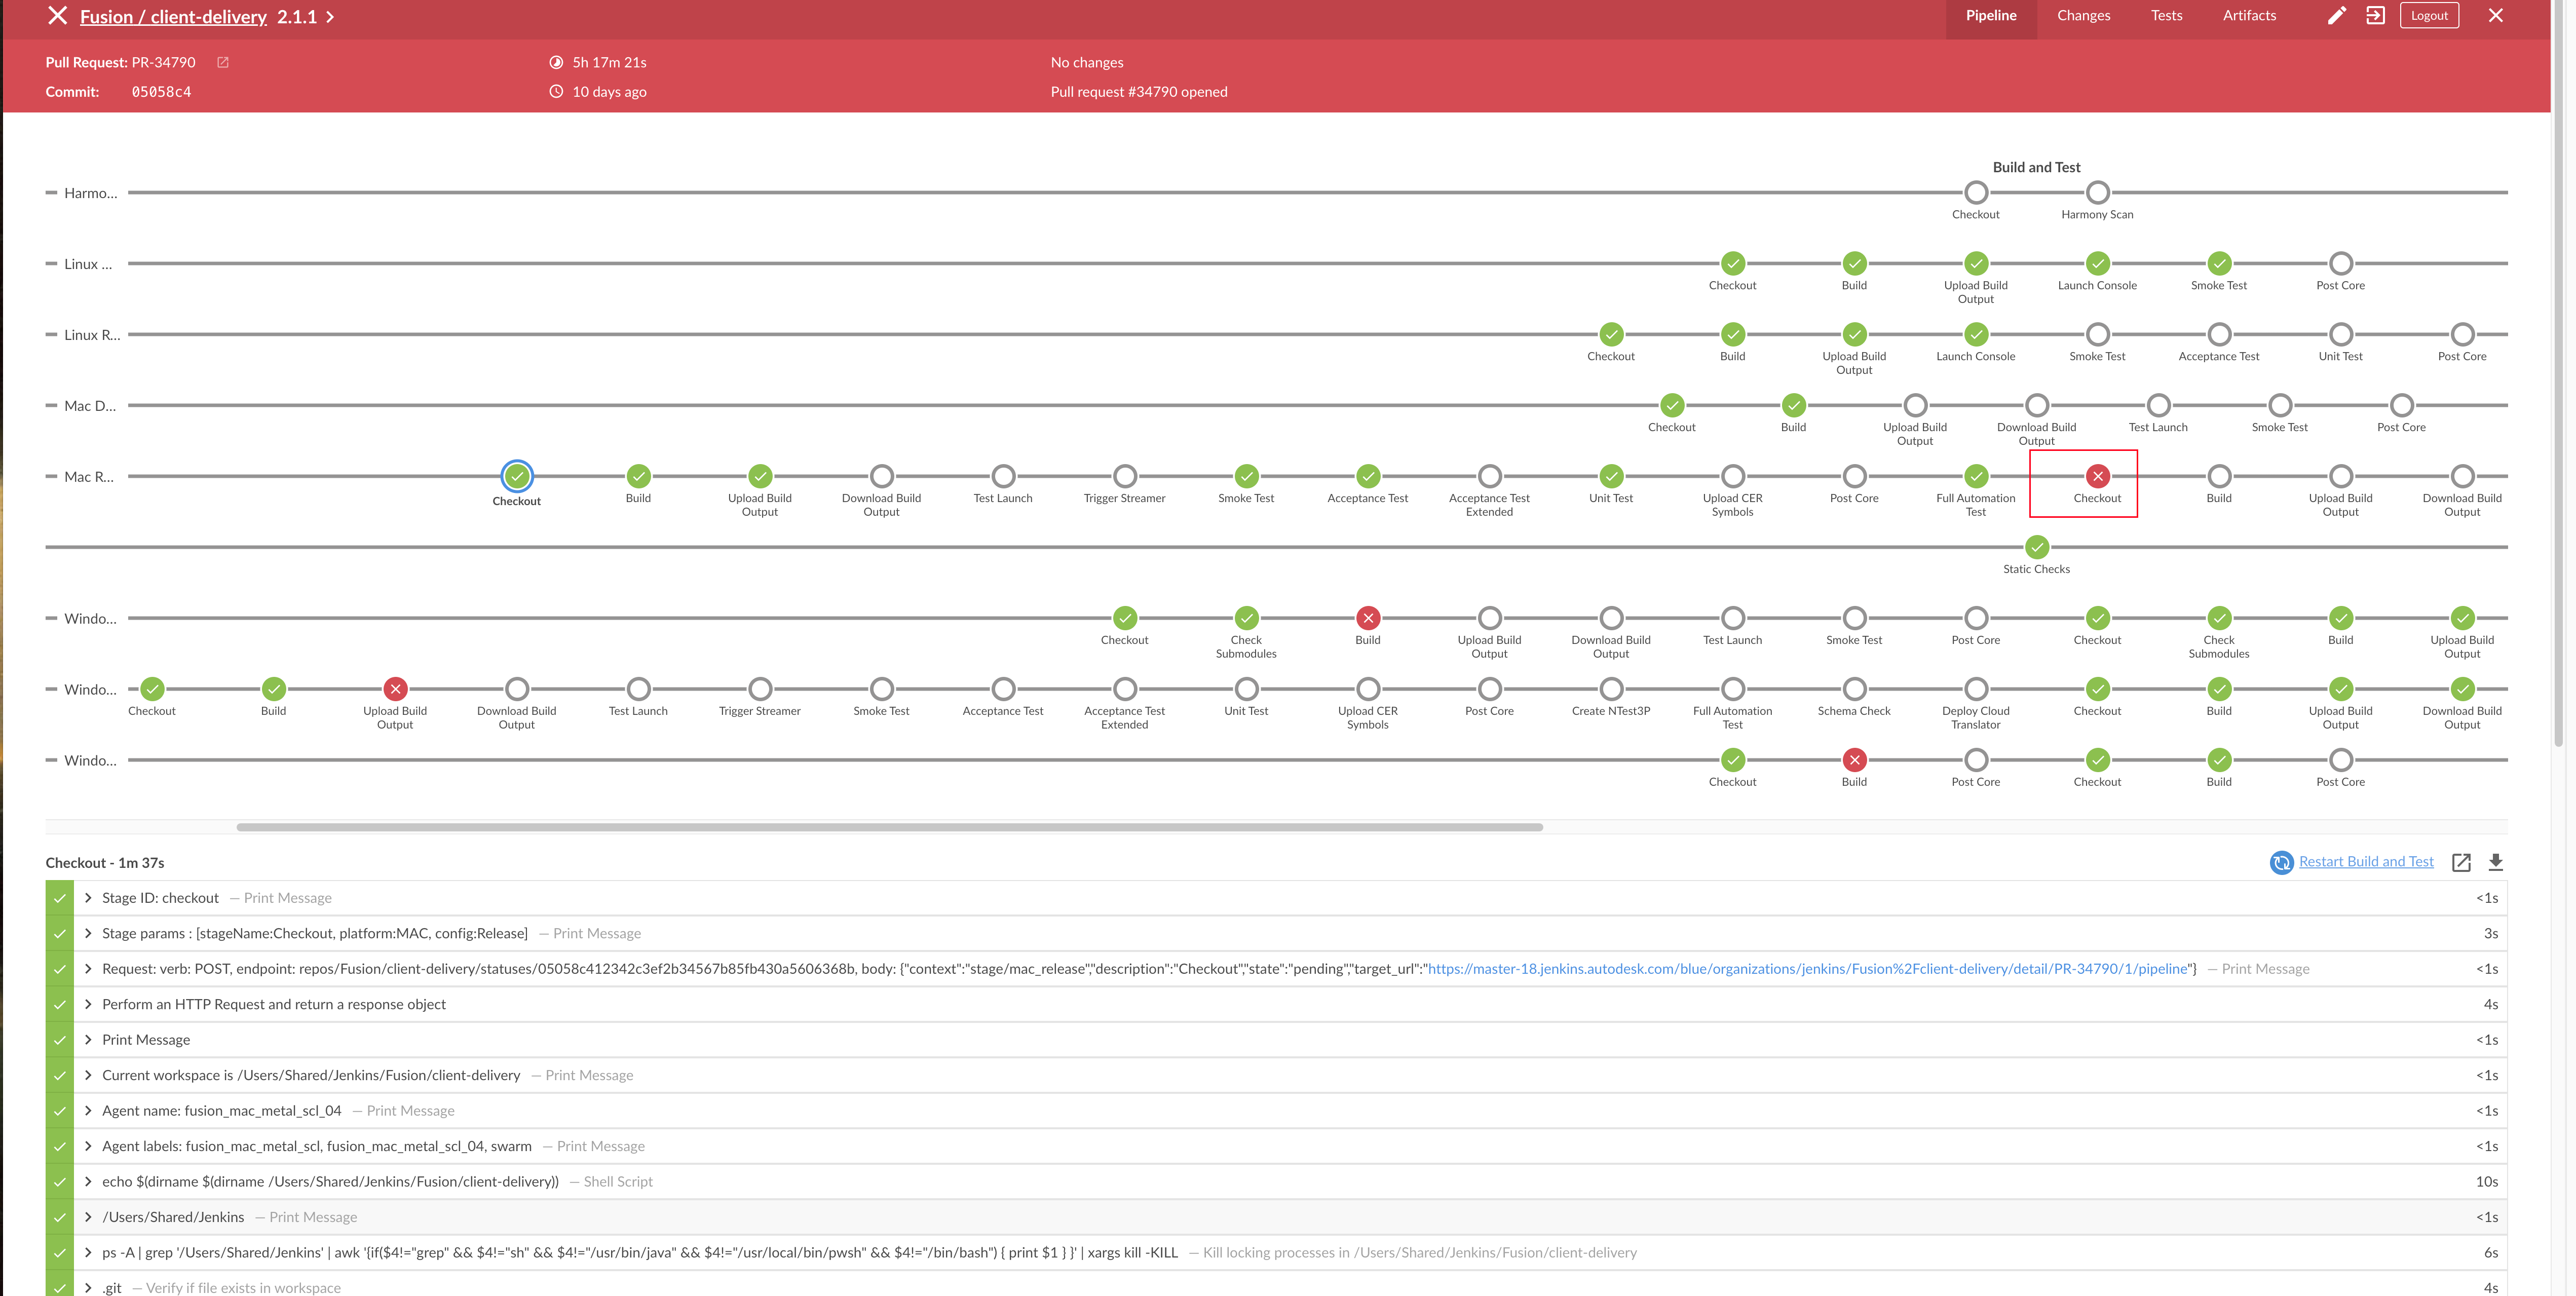 Fusion / client-delivery 2.1.1
Pipeline Changes Tests Artifacts Logout
Pull Request: PR-34790 5h 17m 21s No changes
Commit: 05058c4 10 days ago Pull request #34790 opened
Build and Test
Harmo...
Checkout Harmony Scan
Linux ...
Checkout Build Upload Build Output Launch Console Smoke Test Post Core
Linux R...
Checkout Build Upload Build Output Launch Console Smoke Test Acceptance Test Unit Test Post Core
Mac D...
Checkout Build Upload Build Output Download Build Output Test Launch Smoke Test Post Core
Mac R...
Checkout Build Upload Build Output Download Build Output Test Launch Trigger Streamer Smoke Test Acceptance Test Acceptance Test Extended Unit Test Upload CER Symbols Post Core Full Automation Test Checkout Build Upload Build Output Download Build Output
Static Checks
Windo...
Checkout Check Submodules Build Upload Build Output Download Build Output Test Launch Smoke Test Post Core Checkout Check Submodules Build Upload Build Output
Windo...
Checkout Build Upload Build Output Download Build Output Test Launch Trigger Streamer Smoke Test Acceptance Test Acceptance Test Extended Unit Test Upload CER Symbols Post Core Create NTest3P Full Automation Test Schema Check Deploy Cloud Translator Checkout Build Upload Build Output Download Build Output
Windo...
Checkout Build Post Core Checkout Build Post Core
Checkout - 1m 37s Restart Build and Test
Stage ID: checkout — Print Message <1s
Stage params : [stageName:Checkout, platform:MAC, config:Release] — Print Message 3s
Request: verb: POST, endpoint: repos/Fusion/client-delivery/statuses/05058c412342c3ef2b34567b85fb430a5606368b, body: {"context":"stage/mac_release","description":"Checkout","state":"pending","target_url":"https://master-18.jenkins.autodesk.com/blue/organizations/jenkins/Fusion%2Fclient-delivery/detail/PR-34790/1/pipeline"} — Print Message <1s
Perform an HTTP Request and return a response object 4s
Print Message <1s
Current workspace is /Users/Shared/Jenkins/Fusion/client-delivery — Print Message <1s
Agent name: fusion_mac_metal_scl_04 — Print Message <1s
Agent labels: fusion_mac_metal_scl, fusion_mac_metal_scl_04, swarm — Print Message <1s
echo $(dirname $(dirname /Users/Shared/Jenkins/Fusion/client-delivery)) — Shell Script 10s
/Users/Shared/Jenkins — Print Message <1s
ps -A | grep '/Users/Shared/Jenkins' | awk '{if($4!="grep" && $4!="sh" && $4!="/usr/bin/java" && $4!="/usr/local/bin/pwsh" && $4!="/bin/bash") { print $1 } }' | xargs kill -KILL — Kill locking processes in /Users/Shared/Jenkins/Fusion/client-delivery 6s
.git — Verify if file exists in workspace 4s